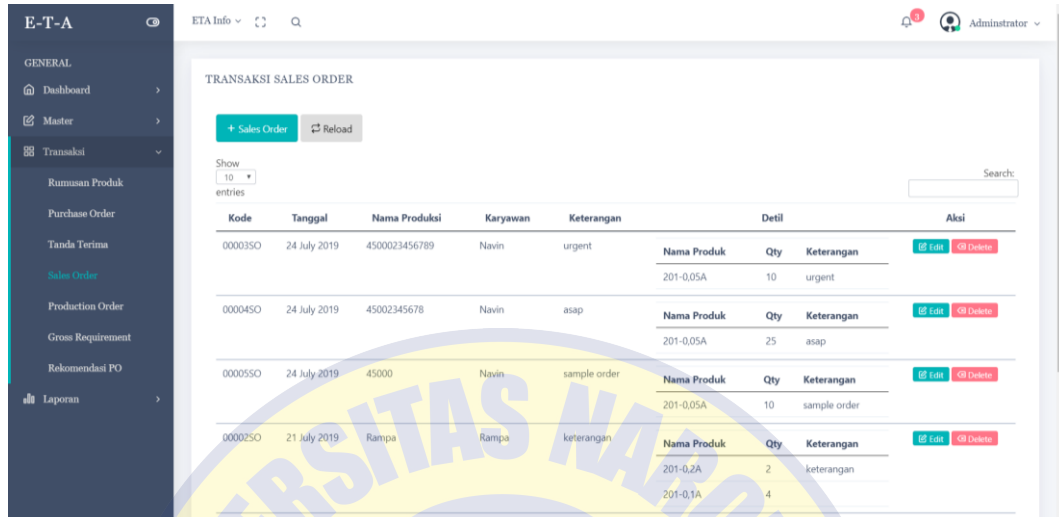 E-T-A
ETA Info
3
Adminstrator
GENERAL
Dashboard
Master
Transaksi
Rumusan Produk
Purchase Order
Tanda Terima
Sales Order
Production Order
Gross Requirement
Rekomendasi PO
Laporan
TRANSAKSI SALES ORDER
+ Sales Order Reload
Show
10
entries
Search:
Kode Tanggal Nama Produksi Karyawan Keterangan Detil Aksi
00003SO 24 July 2019 4500023456789 Navin urgent Edit Delete
Nama Produk Qty Keterangan
201-0,05A 10 urgent
00004SO 24 July 2019 45002345678 Navin asap Edit Delete
Nama Produk Qty Keterangan
201-0,05A 25 asap
00005SO 24 July 2019 45000 Navin sample order Edit Delete
Nama Produk Qty Keterangan
201-0,05A 10 sample order
00002SO 21 July 2019 Rampa Rampa keterangan Edit Delete
Nama Produk Qty Keterangan
201-0,2A 2 keterangan
201-0,1A 4